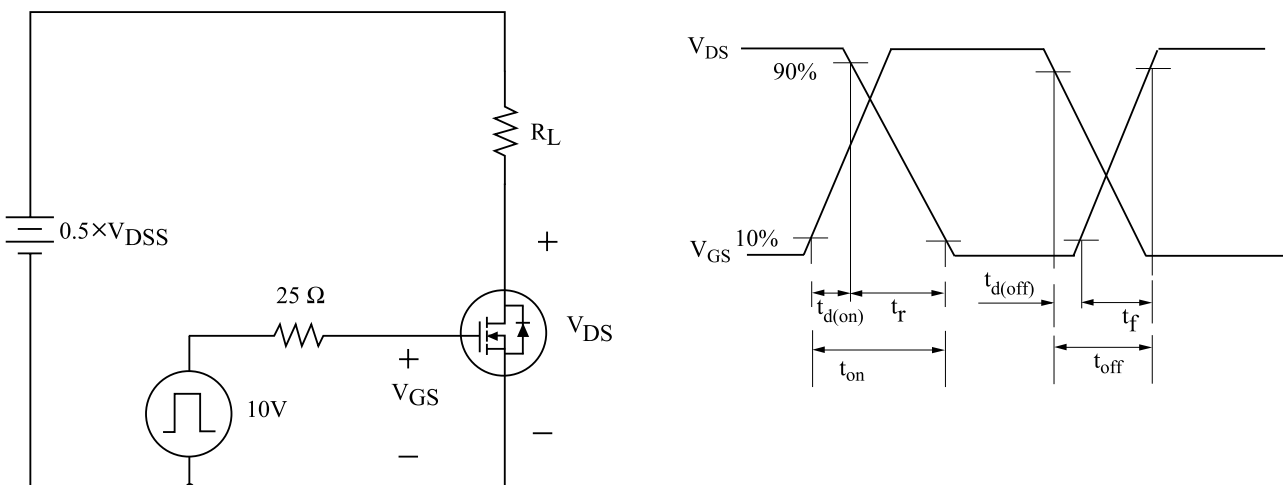 R_L
0.5×V_DSS
+
25 Ω
V_DS
+
V_GS
10V
−
−
V_DS
90%
10%
V_GS
t_d(on)
t_r
t_d(off)
t_f
t_on
t_off